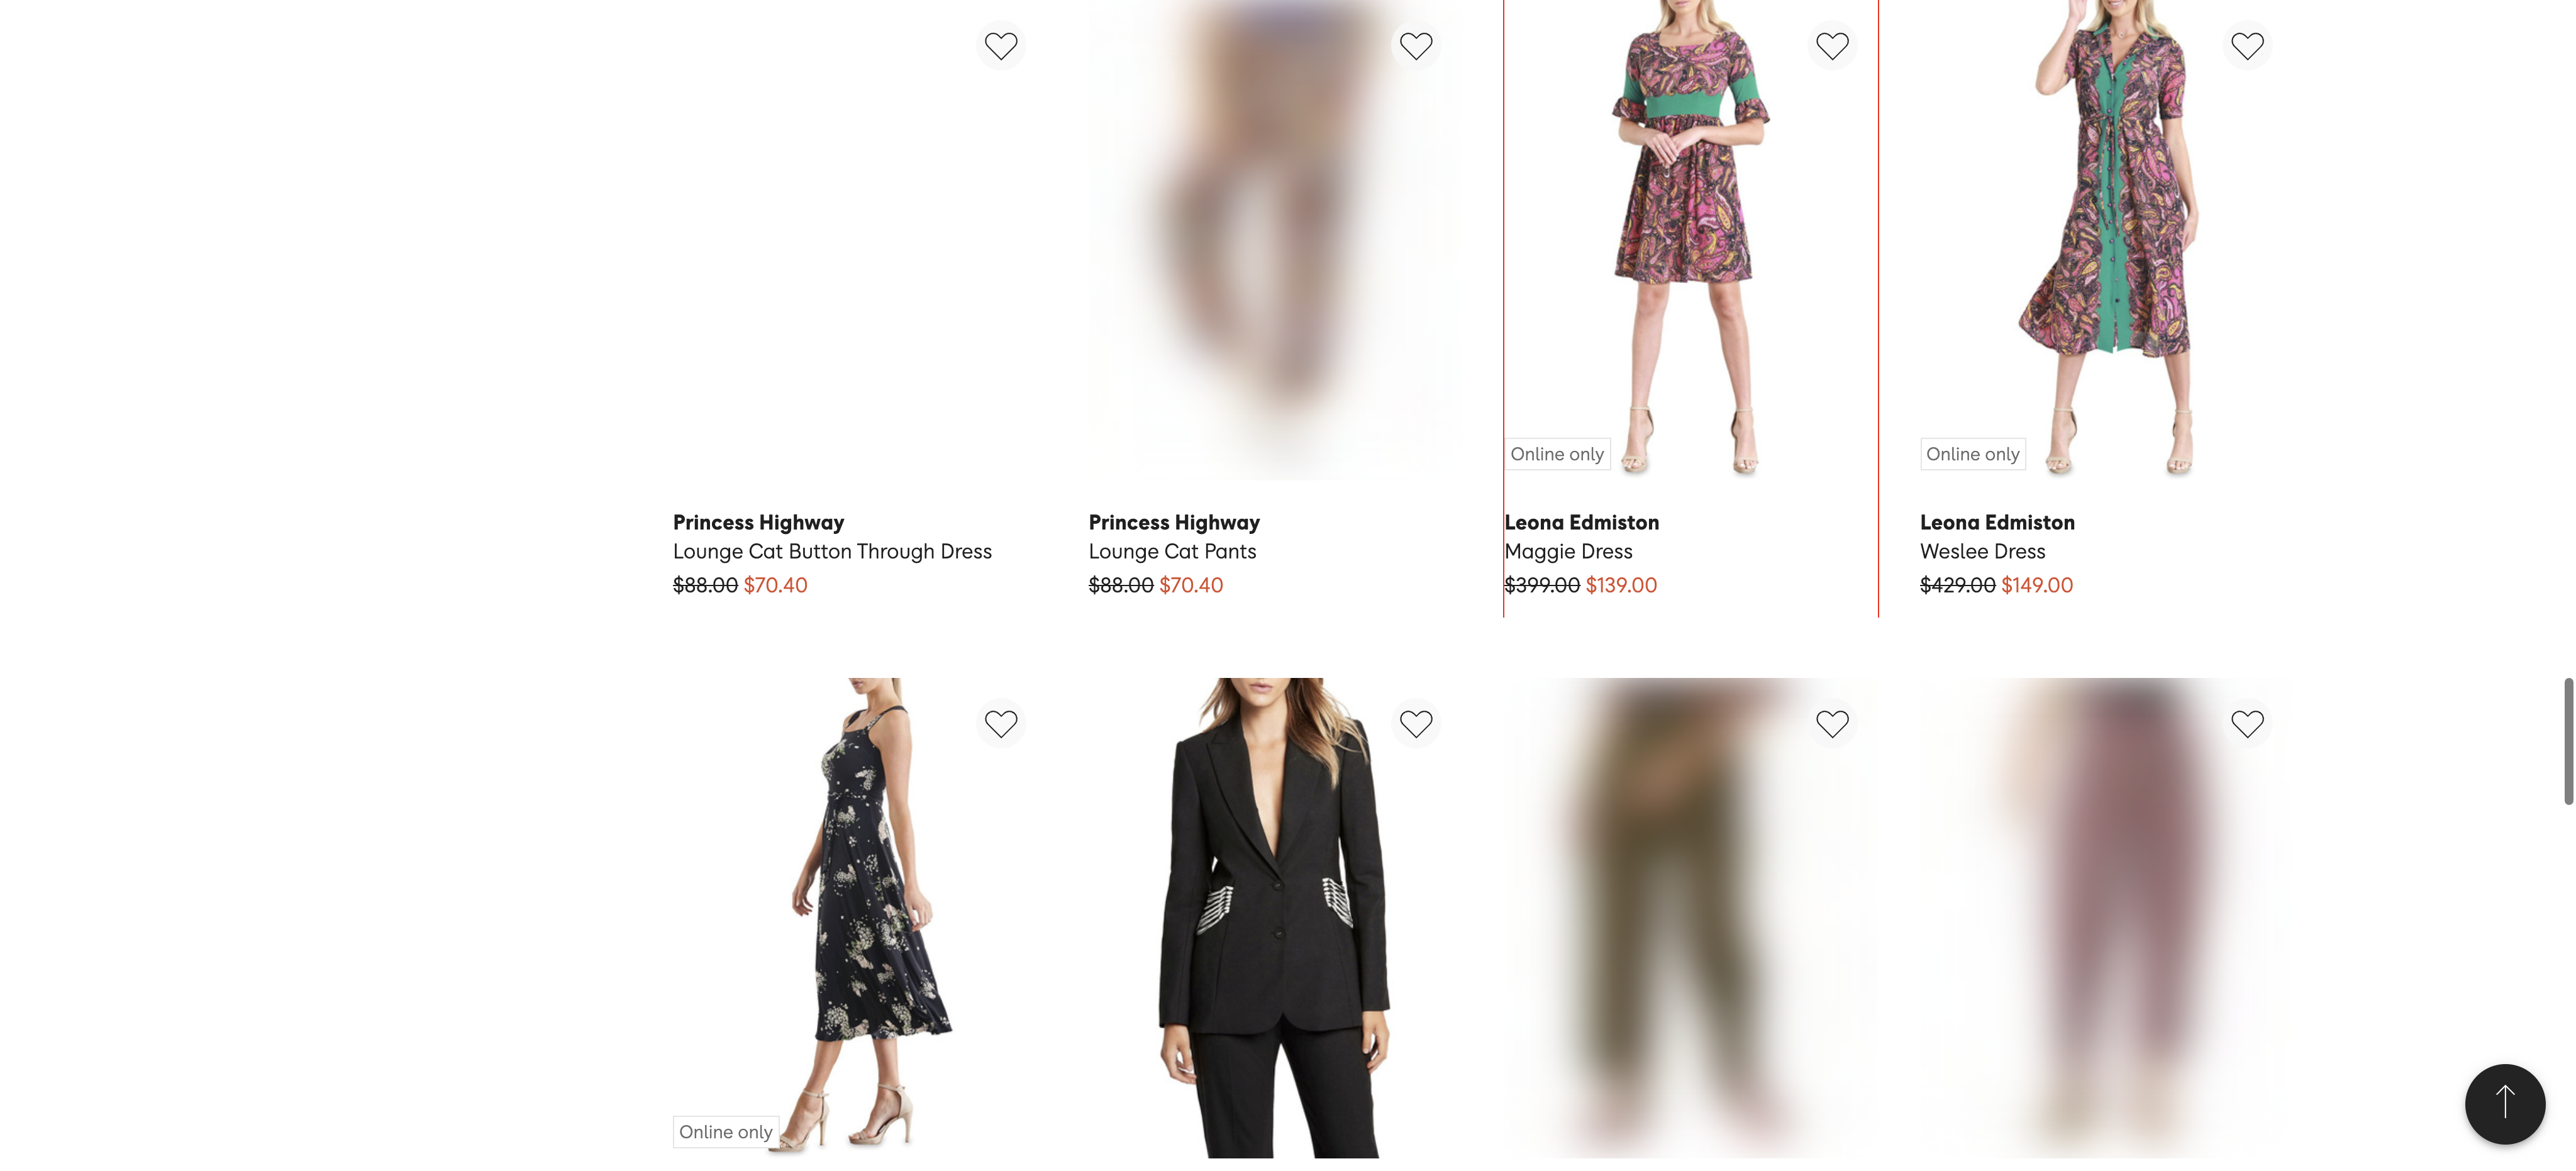 Online only
Online only
Princess Highway
Lounge Cat Button Through Dress
$88.00 $70.40
Princess Highway
Lounge Cat Pants
$88.00 $70.40
Leona Edmiston
Maggie Dress
$399.00 $139.00
Leona Edmiston
Weslee Dress
$429.00 $149.00
Online only